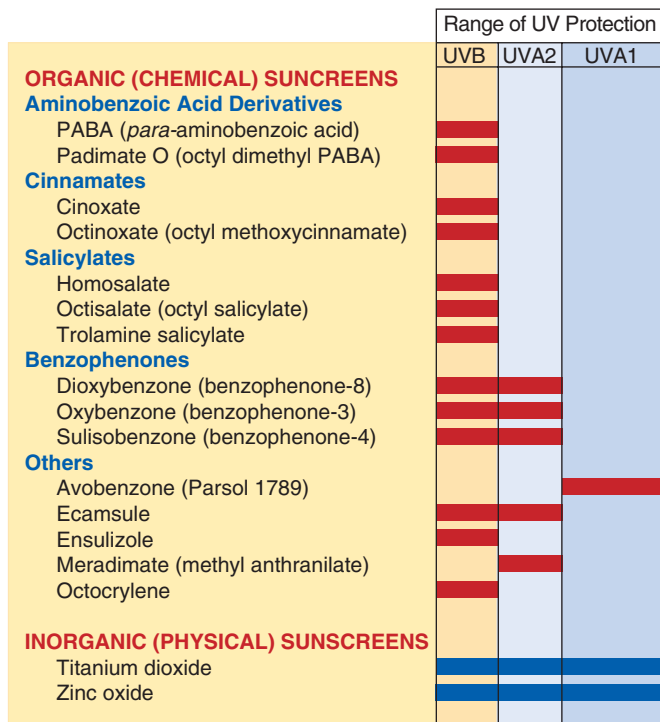 Range of UV Protection
UVB UVA2 UVA1
ORGANIC (CHEMICAL) SUNCREENS
Aminobenzoic Acid Derivatives
PABA (para-aminobenzoic acid)
Padimate O (octyl dimethyl PABA)
Cinnamates
Cinoxate
Octinoxate (octyl methoxycinnamate)
Salicylates
Homosalate
Octisalate (octyl salicylate)
Trolamine salicylate
Benzophenones
Dioxybenzone (benzophenone-8)
Oxybenzone (benzophenone-3)
Sulisobenzone (benzophenone-4)
Others
Avobenzone (Parsol 1789)
Ecamsule
Ensulizole
Meradimate (methyl anthranilate)
Octocrylene
INORGANIC (PHYSICAL) SUNSCREENS
Titanium dioxide
Zinc oxide